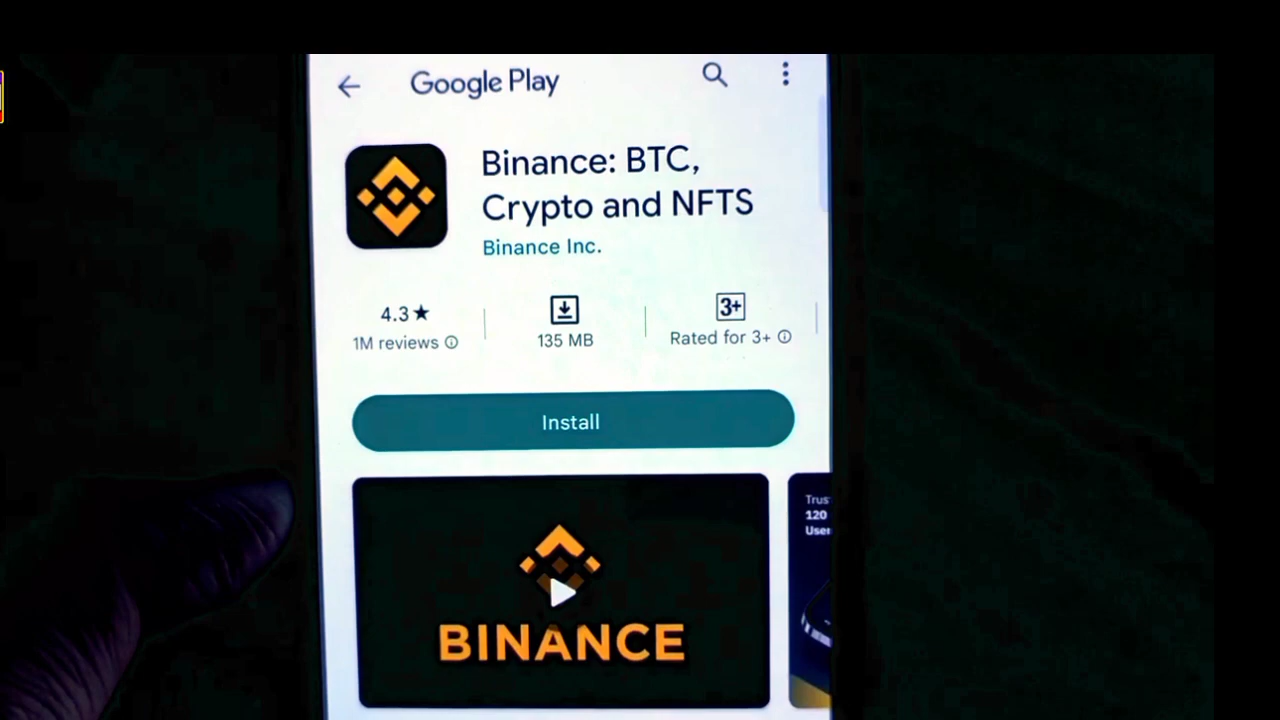 Google Play
Binance: BTC,
Crypto and NFTS
Binance Inc.
4.3★
1M reviews
135 MB
3+
Rated for 3+
Install
BINANCE
120